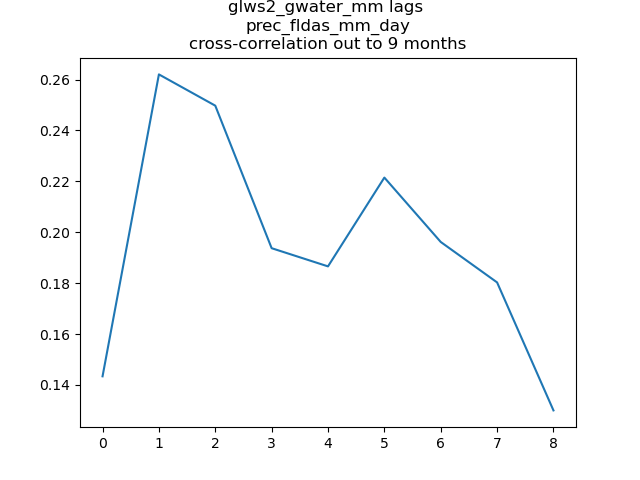 glws2_gwater_mm lags
prec_fldas_mm_day
cross-correlation out to 9 months
0.26
0.24
0.22
0.20
0.18
0.16
0.14
0 1 2 3 4 5 6 7 8